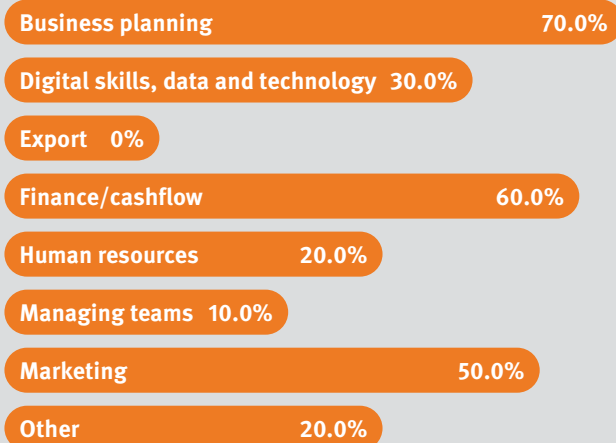 Business planning 70.0%
Digital skills, data and technology 30.0%
Export 0%
Finance/cashflow 60.0%
Human resources 20.0%
Managing teams 10.0%
Marketing 50.0%
Other 20.0%